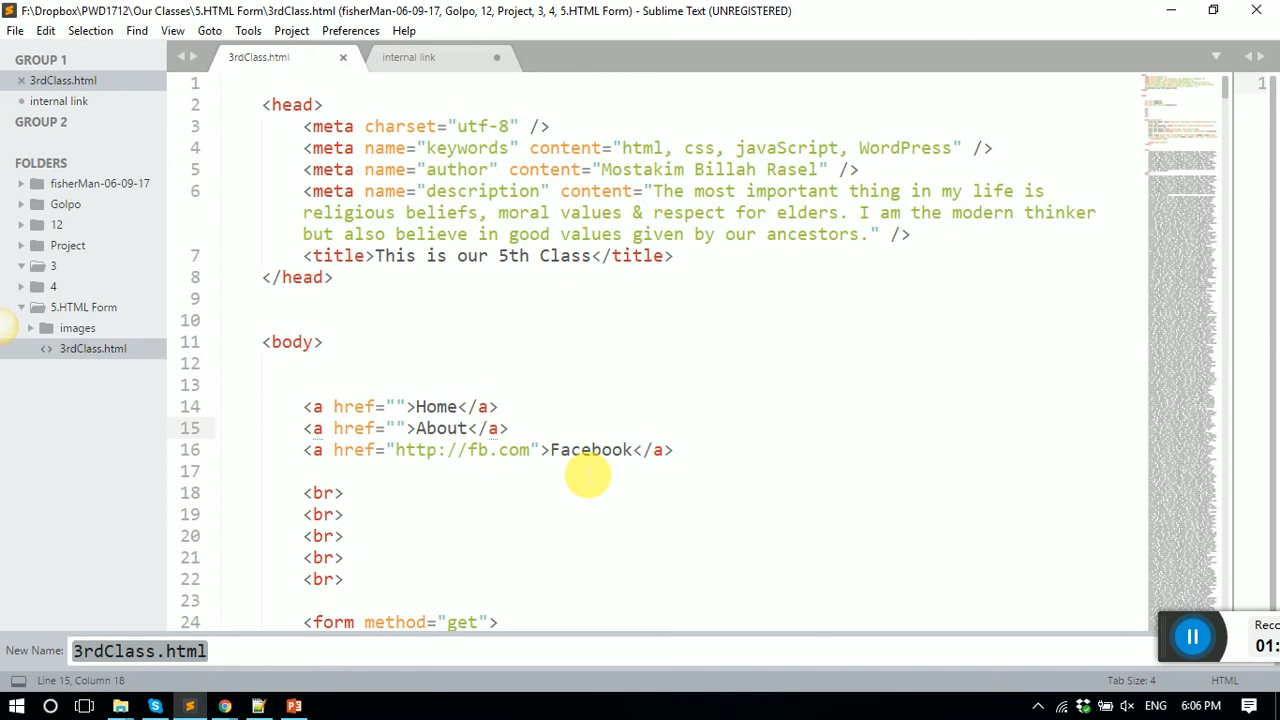 F:\Dropbox\PWD1712\Our Classes\5.HTML Form\3rdClass.html (fisherMan-06-09-17, Golpo, 12, Project, 3, 4, 5.HTML Form) - Sublime Text (UNREGISTERED)
File Edit Selection Find View Goto Tools Project Preferences Help
GROUP 1
3rdClass.html
internal link
GROUP 2
FOLDERS
fisherMan-06-09-17
Golpo
12
Project
3
4
5.HTML Form
images
3rdClass.html
3rdClass.html internal link
1
2 <head>
3 <meta charset="utf-8" />
4 <meta name="keywords" content="html, css, javaScript, WordPress" />
5 <meta name="author" content="Mostakim Billah Rasel" />
6 <meta name="description" content="The most important thing in my life is
religious beliefs, moral values & respect for elders. I am the modern thinker
but also believe in good values given by our ancestors." />
7 <title>This is our 5th Class</title>
8 </head>
9
10
11 <body>
12
13
14 <a href="">Home</a>
15 <a href="">About</a>
16 <a href="http://fb.com">Facebook</a>
17
18 <br>
19 <br>
20 <br>
21 <br>
22 <br>
23
24 <form method="get">
1
Reco
01:
New Name: 3rdClass.html
Line 15, Column 18 Tab Size: 4 HTML
ENG 6:06 PM